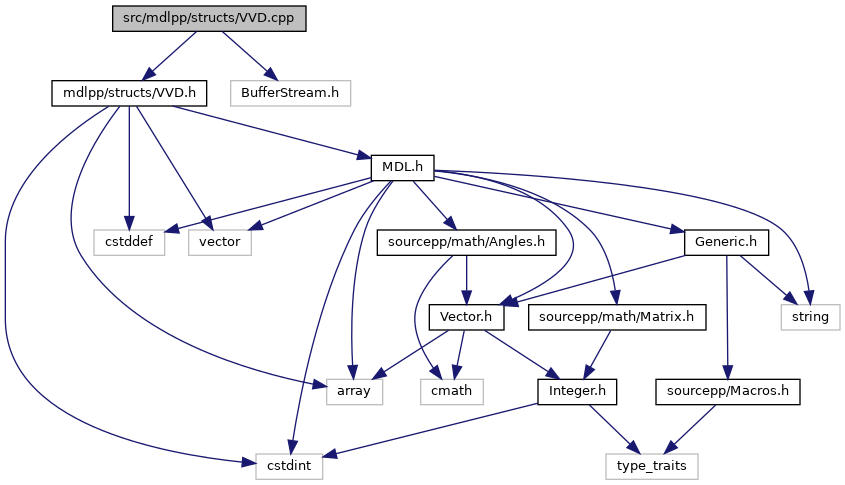 src/mdlpp/structs/VVD.cpp
mdlpp/structs/VVD.h
BufferStream.h
MDL.h
cstddef
vector
sourcepp/math/Angles.h
Generic.h
Vector.h
sourcepp/math/Matrix.h
string
array
cmath
Integer.h
sourcepp/Macros.h
cstdint
type_traits